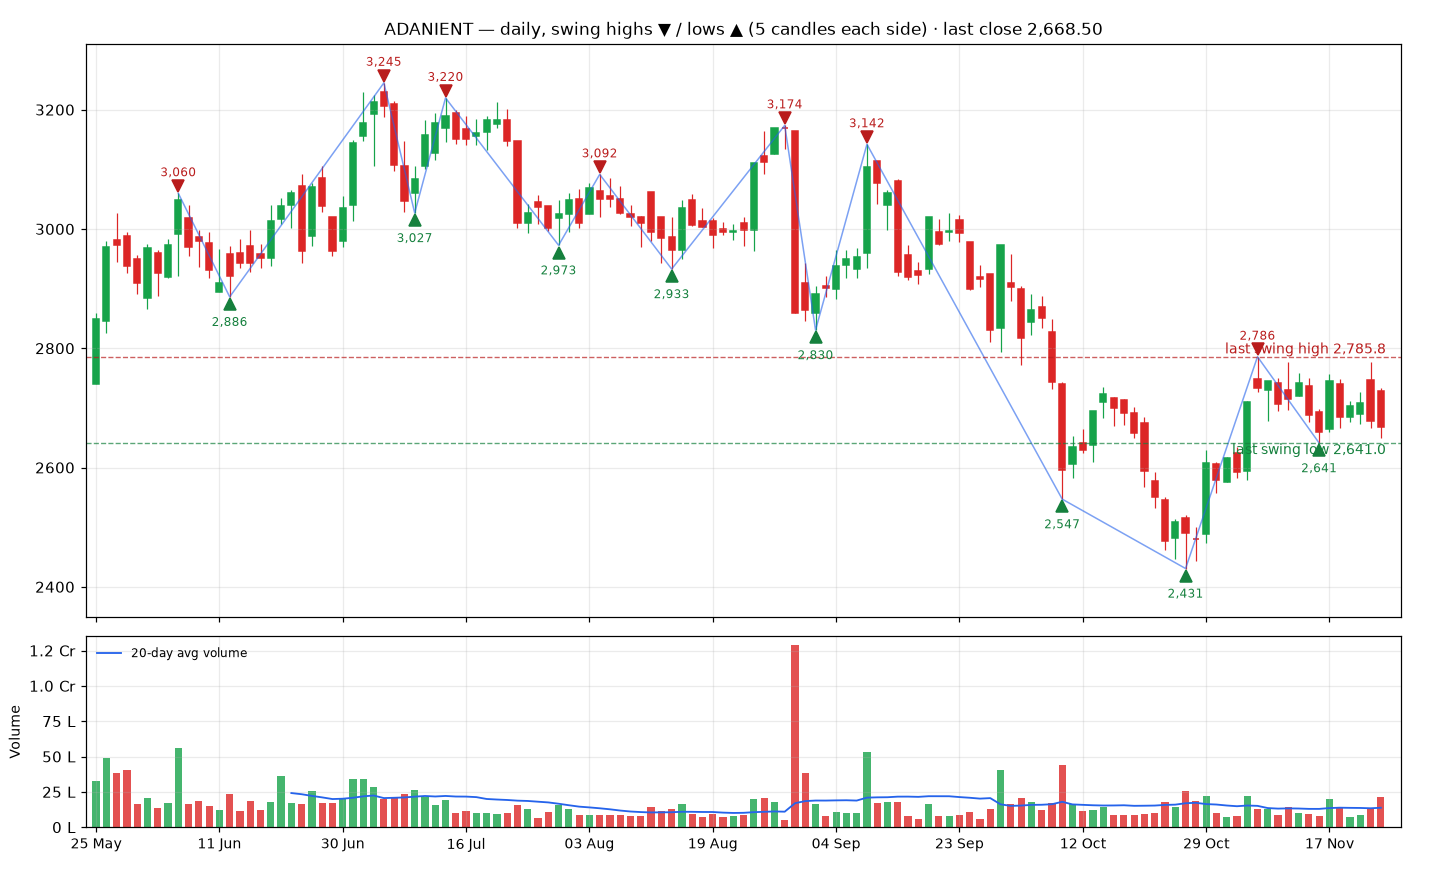 ADANIENT — daily, swing highs ▼ / lows ▲ (5 candles each side) · last close 2,668.50
3,245
3,220
3,174
3,142
3,092
3,060
3,027
2,973
2,933
2,886
2,830
2,786
last swing high 2,785.8
last swing low 2,641.0
2,641
2,547
2,431
3200
3000
2800
2600
2400
Volume
1.2 Cr
1.0 Cr
75 L
50 L
25 L
0 L
20-day avg volume
25 May
11 Jun
30 Jun
16 Jul
03 Aug
19 Aug
04 Sep
23 Sep
12 Oct
29 Oct
17 Nov